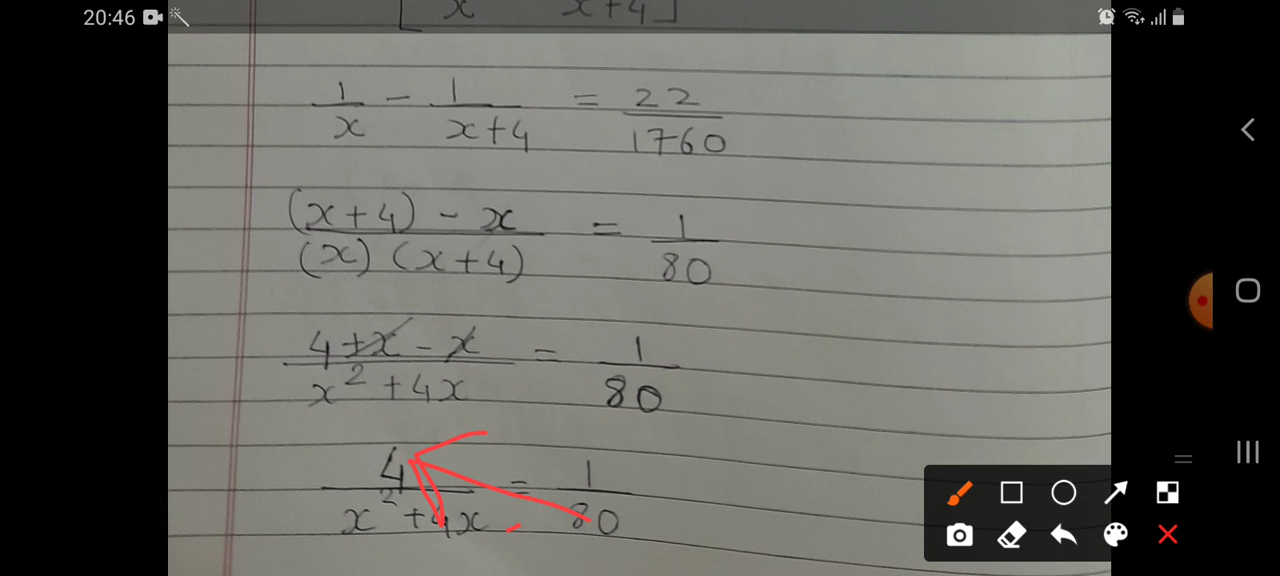 20:46
x x+4]
1/x - 1/x+4 = 22/1760
(x+4) - x/(x) (x+4) = 1/80
4+x - x/x² + 4x = 1/80
4/x² + 4x = 1/80